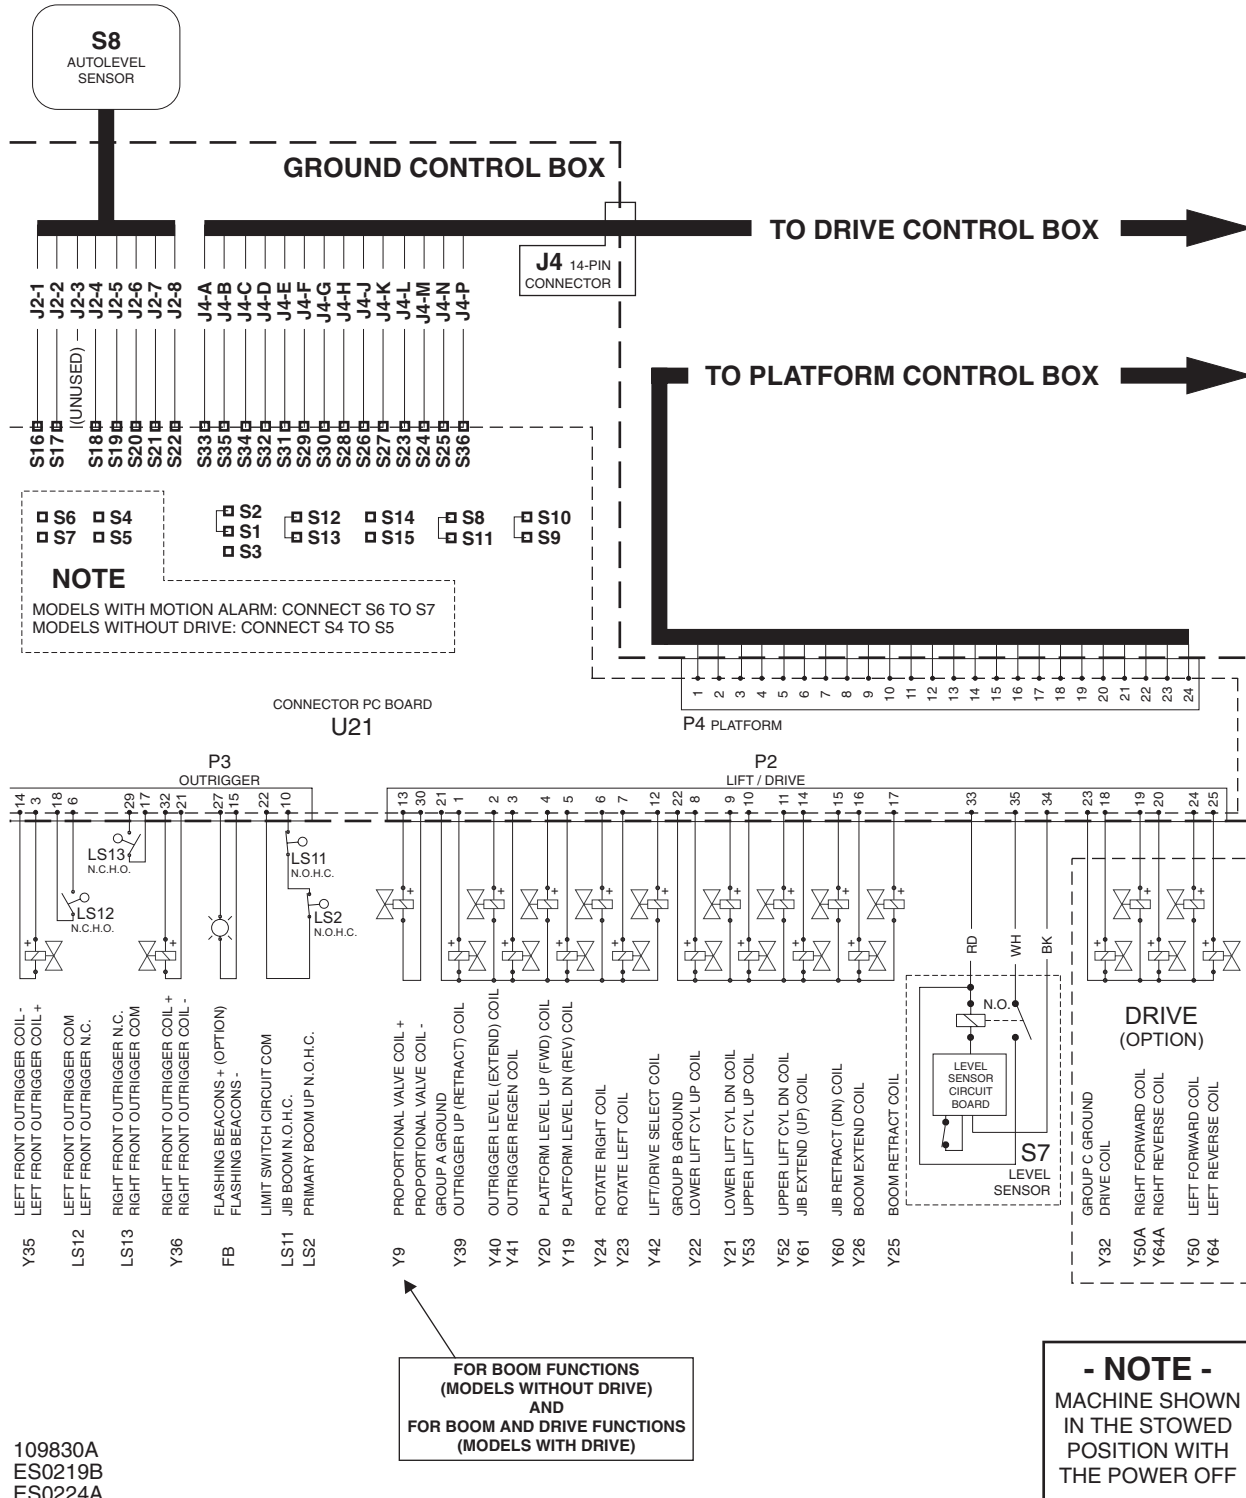 S8
AUTOLEVEL
SENSOR
GROUND CONTROL BOX
TO DRIVE CONTROL BOX
J4 14-PIN
CONNECTOR
J2-1
J2-2
J2-3
J2-4
J2-5
J2-6
J2-7
J2-8
J4-A
J4-B
J4-C
J4-D
J4-E
J4-F
J4-G
J4-H
J4-J
J4-K
J4-L
J4-M
J4-N
J4-P
(UNUSED)
TO PLATFORM CONTROL BOX
S16
S17
S18
S19
S20
S21
S22
S33
S35
S34
S32
S31
S29
S30
S28
S26
S27
S23
S24
S25
S36
S6 S4
S7 S5
S2
S1
S3
S12
S13
S14
S15
S8
S11
S10
S9
NOTE
MODELS WITH MOTION ALARM: CONNECT S6 TO S7
MODELS WITHOUT DRIVE: CONNECT S4 TO S5
1 2 3 4 5 6 7 8 9 10 11 12 13 14 15 16 17 18 19 20 21 22 23 24
P4 PLATFORM
CONNECTOR PC BOARD
U21
P3
OUTRIGGER
P2
LIFT / DRIVE
14 3 18 6 29 17 32 21 27 15 22 10
13 30 21 1 2 3 4 5 6 7 12 22 8 9 10 11 14 15 16 17 33 35 34 23 18 19 20 24 25
LS13
N.C.H.O.
LS11
N.O.H.C.
LS12
N.C.H.O.
LS2
N.O.H.C.
+ + + + + + + + + + + + + + + + + + + + + + +
RD
WH
BK
N.O.
LEVEL
SENSOR
CIRCUIT
BOARD
S7
LEVEL
SENSOR
DRIVE
(OPTION)
LEFT FRONT OUTRIGGER COIL -
LEFT FRONT OUTRIGGER COIL +
LEFT FRONT OUTRIGGER COM
LEFT FRONT OUTRIGGER N.C.
RIGHT FRONT OUTRIGGER N.C.
RIGHT FRONT OUTRIGGER COM
RIGHT FRONT OUTRIGGER COIL +
RIGHT FRONT OUTRIGGER COIL -
FLASHING BEACONS + (OPTION)
FLASHING BEACONS -
LIMIT SWITCH CIRCUIT COM
JIB BOOM N.O.H.C.
PRIMARY BOOM UP N.O.H.C.
PROPORTIONAL VALVE COIL +
PROPORTIONAL VALVE COIL -
GROUP A GROUND
OUTRIGGER UP (RETRACT) COIL
OUTRIGGER LEVEL (EXTEND) COIL
OUTRIGGER REGEN COIL
PLATFORM LEVEL UP (FWD) COIL
PLATFORM LEVEL DN (REV) COIL
ROTATE RIGHT COIL
ROTATE LEFT COIL
LIFT/DRIVE SELECT COIL
GROUP B GROUND
LOWER LIFT CYL UP COIL
LOWER LIFT CYL DN COIL
UPPER LIFT CYL UP COIL
UPPER LIFT CYL DN COIL
JIB EXTEND (UP) COIL
JIB RETRACT (DN) COIL
BOOM EXTEND COIL
BOOM RETRACT COIL
GROUP C GROUND
DRIVE COIL
RIGHT FORWARD COIL
RIGHT REVERSE COIL
LEFT FORWARD COIL
LEFT REVERSE COIL
Y35
LS12
LS13
Y36
FB
LS11
LS2
Y9
Y39
Y40
Y41
Y20
Y19
Y24
Y23
Y42
Y22
Y21
Y53
Y52
Y61
Y60
Y26
Y25
Y32
Y50A
Y64A
Y50
Y64
FOR BOOM FUNCTIONS
(MODELS WITHOUT DRIVE)
AND
FOR BOOM AND DRIVE FUNCTIONS
(MODELS WITH DRIVE)
- NOTE -
MACHINE SHOWN
IN THE STOWED
POSITION WITH
THE POWER OFF
109830A
ES0219B
ES0224A